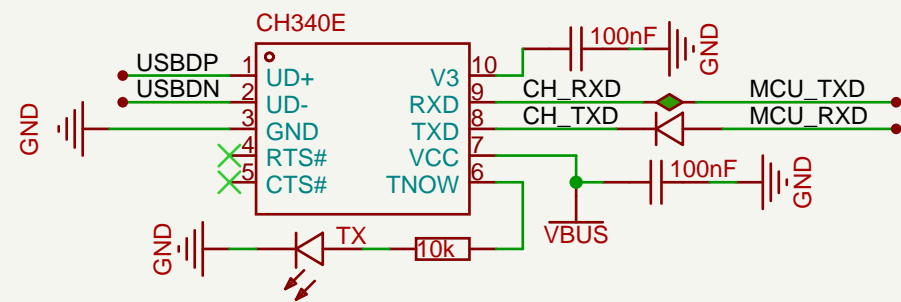 CH340E
100nF
GND
USBDP
1
UD+
V3
10
USBDN
2
UD-
RXD
9
CH_RXD
MCU_TXD
GND
3
GND
TXD
8
CH_TXD
MCU_RXD
4
RTS#
VCC
7
5
CTS#
TNOW
6
100nF
GND
VBUS
GND
TX
10k